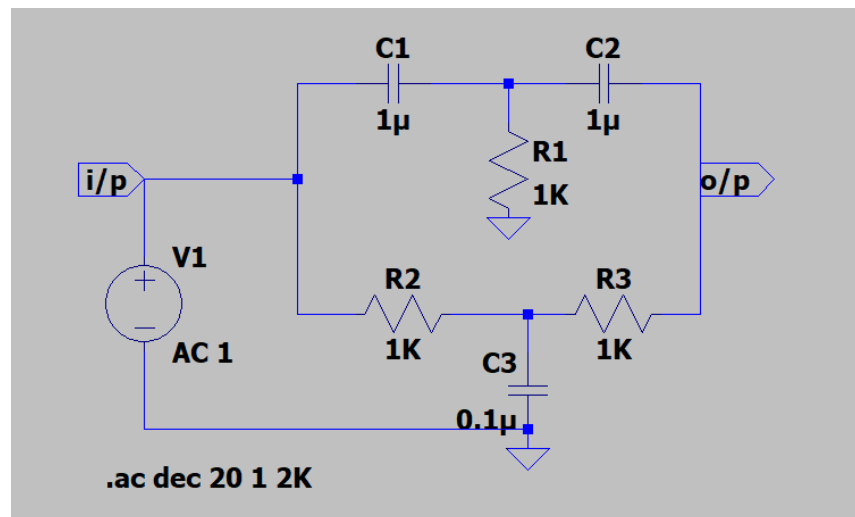 C1
C2
1µ
1µ
R1
1K
i/p
o/p
V1
AC 1
R2
R3
1K
1K
C3
0.1µ
.ac dec 20 1 2K